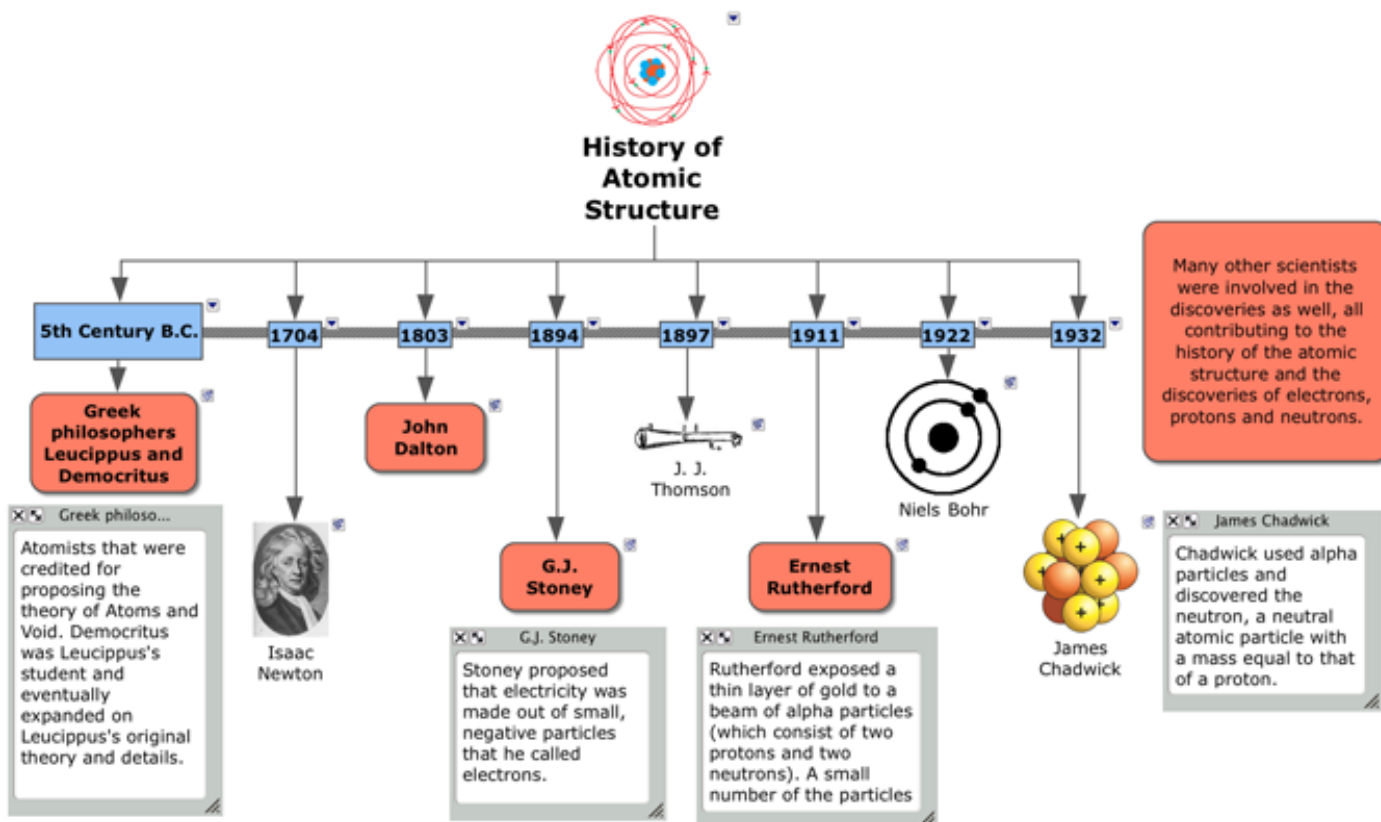 History of
Atomic
Structure
5th Century B.C.
1704
1803
1894
1897
1911
1922
1932
Many other scientists
were involved in the
discoveries as well, all
contributing to the
history of the atomic
structure and the
discoveries of electrons,
protons and neutrons.
Greek
philosophers
Leucippus and
Democritus
John
Dalton
J. J.
Thomson
Niels Bohr
Greek philoso...
Atomists that were
credited for
proposing the
theory of Atoms and
Void. Democritus
was Leucippus's
student and
eventually
expanded on
Leucippus's original
theory and details.
Isaac
Newton
G.J.
Stoney
G.J. Stoney
Stoney proposed
that electricity was
made out of small,
negative particles
that he called
electrons.
Ernest
Rutherford
Ernest Rutherford
Rutherford exposed a
thin layer of gold to a
beam of alpha particles
(which consist of two
protons and two
neutrons). A small
number of the particles
+
+
+
+
+
+
James
Chadwick
James Chadwick
Chadwick used alpha
particles and
discovered the
neutron, a neutral
atomic particle with
a mass equal to that
of a proton.